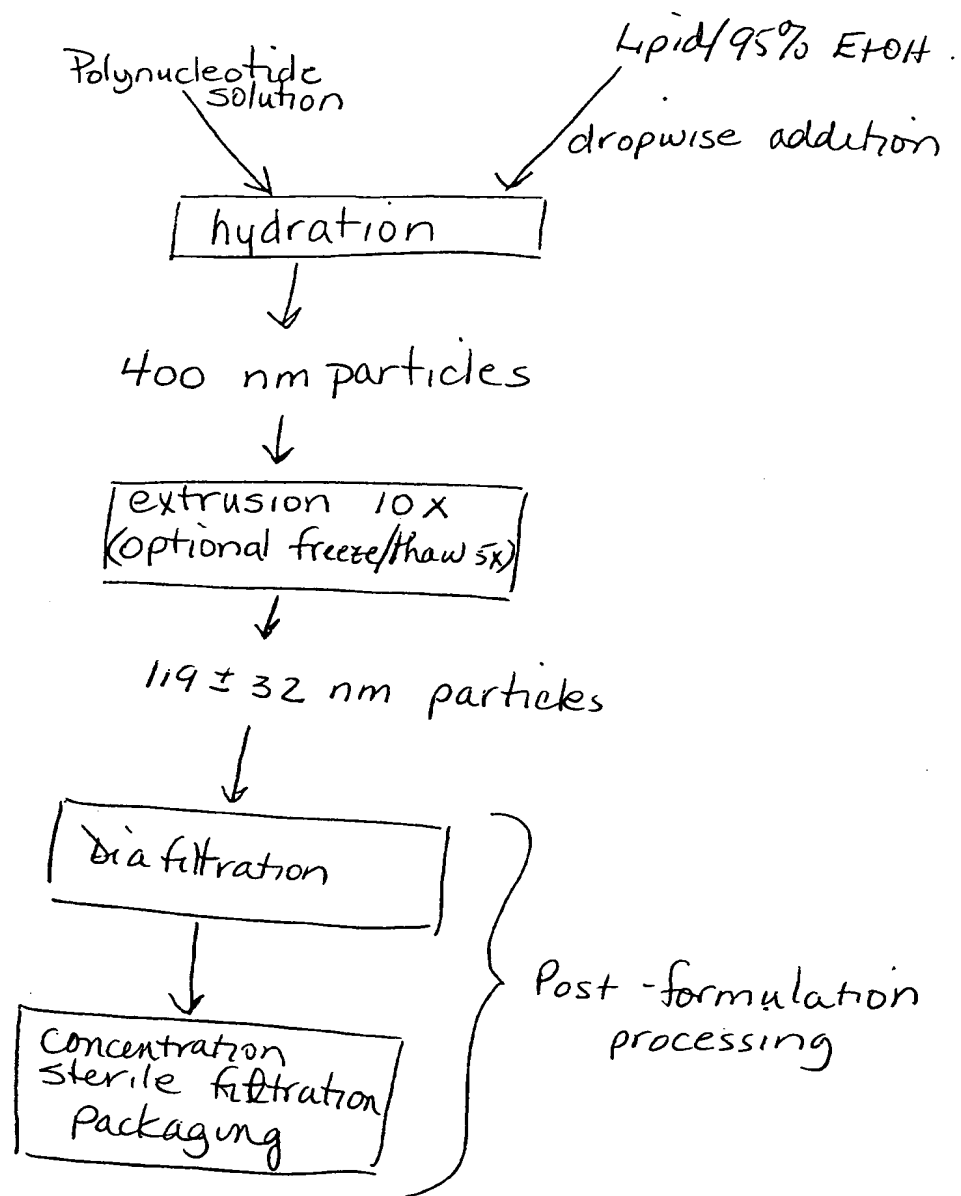 Polynucleotide
solution
Lipid/95% EtOH.
dropwise addition
hydration
400 nm particles
extrusion 10x
(optional freeze/thaw 5x)
119 ± 32 nm particles
Diafiltration
Post-formulation
processing
concentration
sterile filtration
packaging